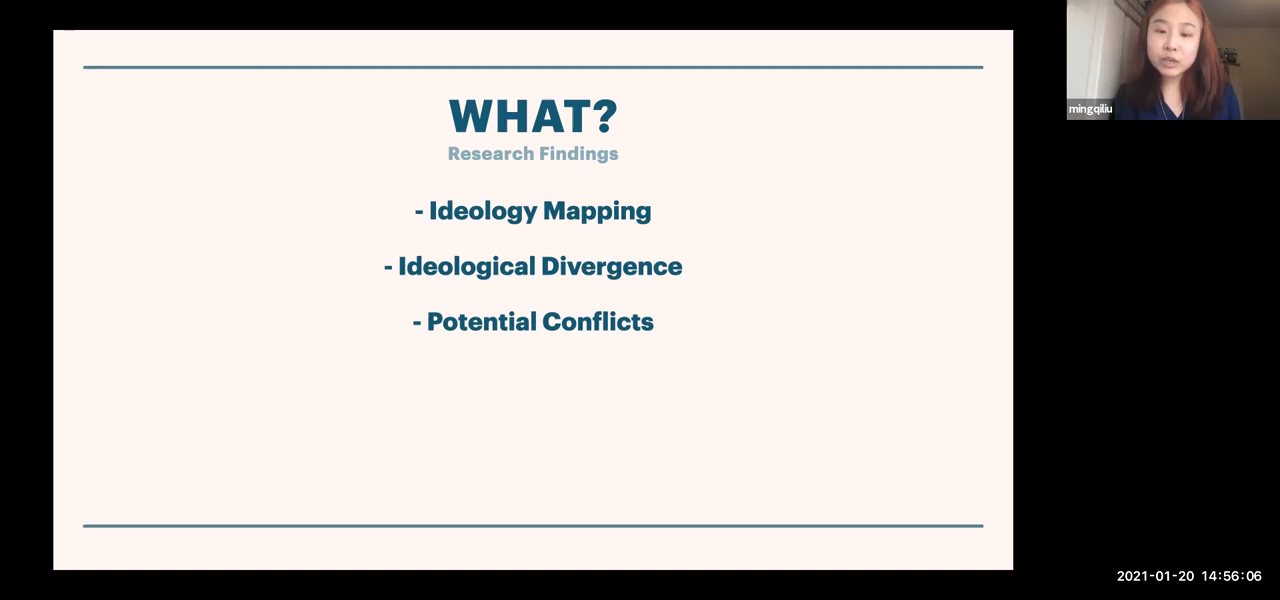 WHAT?
Research Findings
- Ideology Mapping
- Ideological Divergence
- Potential Conflicts
mingqiliu
2021-01-20 14:56:06